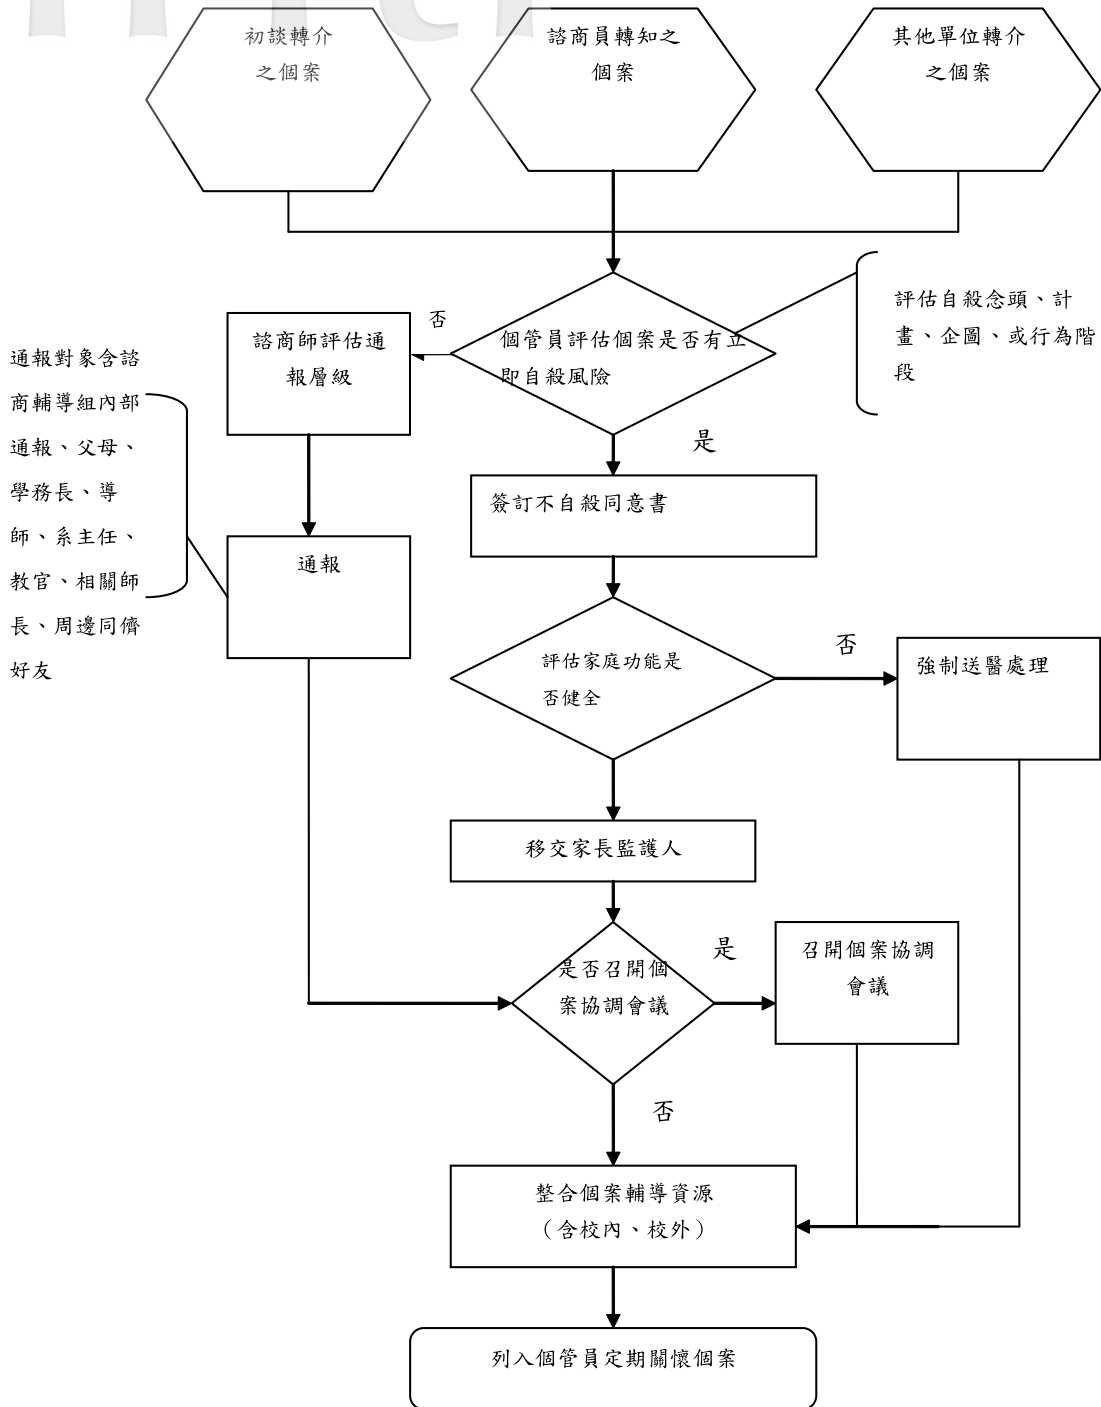 初談轉介
之個案
諮商員轉知之
個案
其他單位轉介
之個案
評估自殺念頭、計
畫、企圖、或行為階
段
個管員評估個案是否有立
即自殺風險
否
諮商師評估通
報層級
通報對象含諮
商輔導組內部
通報、父母、
學務長、導
師、系主任、
教官、相關師
長、周邊同儕
好友
是
簽訂不自殺同意書
通報
評估家庭功能是
否健全
否
強制送醫處理
移交家長監護人
是否召開個
案協調會議
是
召開個案協調
會議
否
整合個案輔導資源
（含校內、校外）
列入個管員定期關懷個案